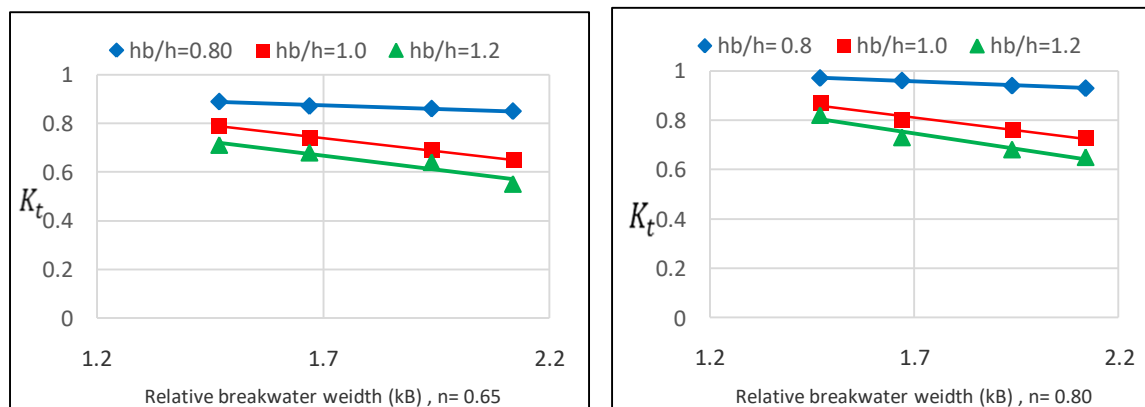 hb/h=0.80 hb/h=1.0 hb/h=1.2
1
0.8
0.6
0.4
0.2
0
K_t
1.2 1.7 2.2
Relative breakwater weidth (kB) , n= 0.65
hb/h= 0.8 hb/h=1.0 hb/h=1.2
1
0.8
0.6
0.4
0.2
0
K_t
1.2 1.7 2.2
Relative breakwater weidth (kB) , n= 0.80